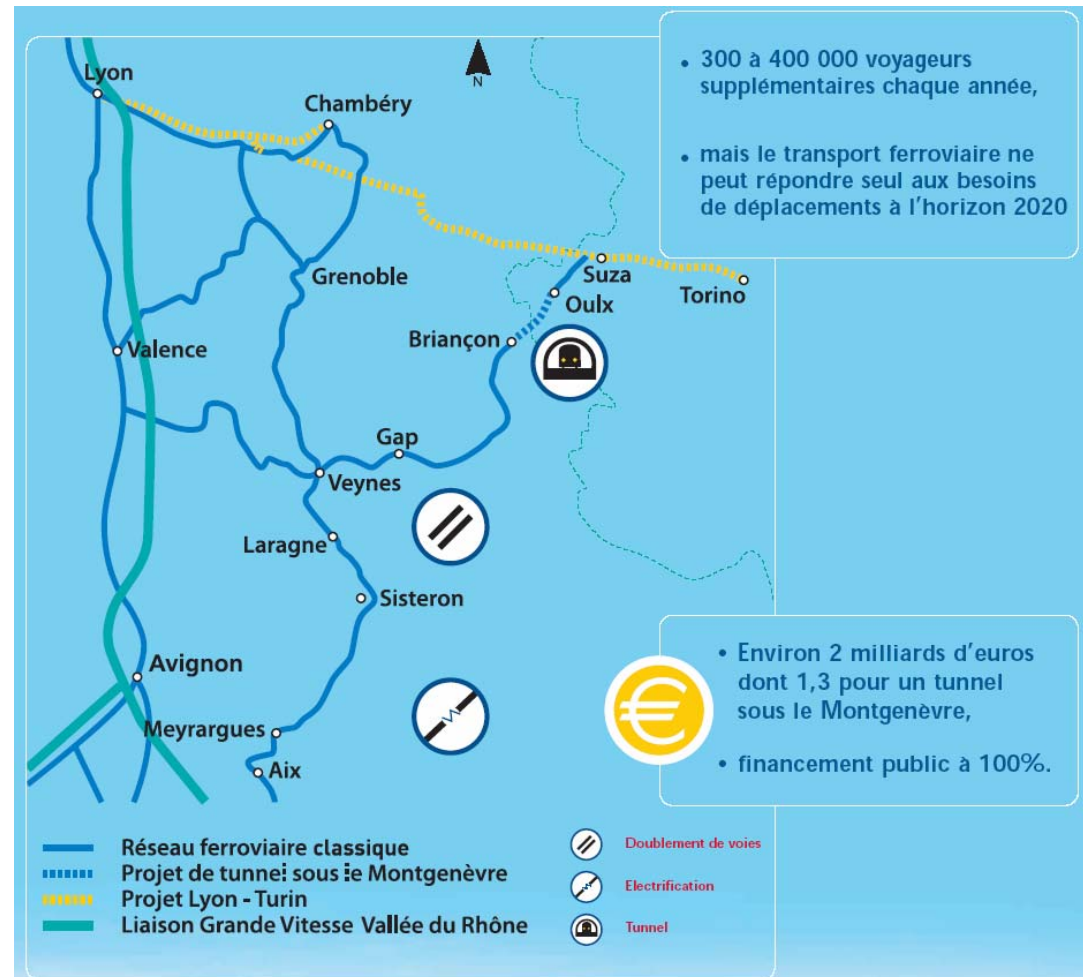 Lyon
Chambéry
N
• 300 à 400 000 voyageurs
supplémentaires chaque année,
• mais le transport ferroviaire ne
peut répondre seul aux besoins
de déplacements à l'horizon 2020
Grenoble
Suza
Torino
Oulx
Briançon
Valence
Gap
Veynes
Laragne
Sisteron
Avignon
Meyrargues
Aix
€
• Environ 2 milliards d'euros
dont 1,3 pour un tunnel
sous le Montgenèvre,
• financement public à 100%.
Réseau ferroviaire classique
Projet de tunnel sous le Montgenèvre
Projet Lyon - Turin
Liaison Grande Vitesse Vallée du Rhône
Doublement de voies
Electrification
Tunnel